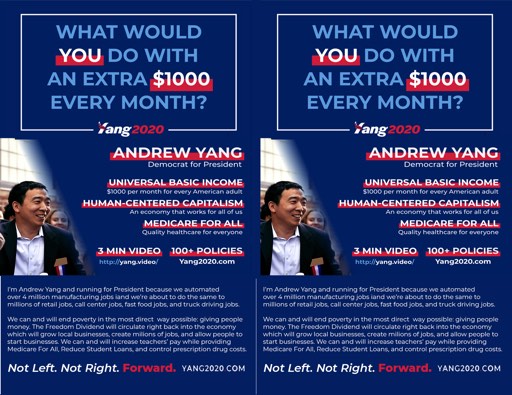 WHAT WOULD
YOU DO WITH
AN EXTRA $1000
EVERY MONTH?
Yang2020
ANDREW YANG
Democrat for President
UNIVERSAL BASIC INCOME
$1000 per month for every American adult
HUMAN-CENTERED CAPITALISM
An economy that works for all of us
MEDICARE FOR ALL
Quality healthcare for everyone
3 MIN VIDEO 100+ POLICIES
http://yang.video/ Yang2020.com
I'm Andrew Yang and running for President because we automated
over 4 million manufacturing jobs and we're about to do the same to
millions of retail jobs, call center jobs, fast food jobs, and truck driving jobs.
We can and will end poverty in the most direct way possible: giving people
money. The Freedom Dividend will circulate right back into the economy
which will grow local businesses, create millions of jobs, and allow people to
start businesses. We can and will increase teachers' pay while providing
Medicare For All, Reduce Student Loans, and control prescription drug costs.
Not Left. Not Right. Forward. YANG2020 COM
WHAT WOULD
YOU DO WITH
AN EXTRA $1000
EVERY MONTH?
Yang2020
ANDREW YANG
Democrat for President
UNIVERSAL BASIC INCOME
$1000 per month for every American adult
HUMAN-CENTERED CAPITALISM
An economy that works for all of us
MEDICARE FOR ALL
Quality healthcare for everyone
3 MIN VIDEO 100+ POLICIES
http://yang.video/ Yang2020.com
I'm Andrew Yang and running for President because we automated
over 4 million manufacturing jobs and we're about to do the same to
millions of retail jobs, call center jobs, fast food jobs, and truck driving jobs.
We can and will end poverty in the most direct way possible: giving people
money. The Freedom Dividend will circulate right back into the economy
which will grow local businesses, create millions of jobs, and allow people to
start businesses. We can and will increase teachers' pay while providing
Medicare For All, Reduce Student Loans, and control prescription drug costs.
Not Left. Not Right. Forward. YANG2020 COM